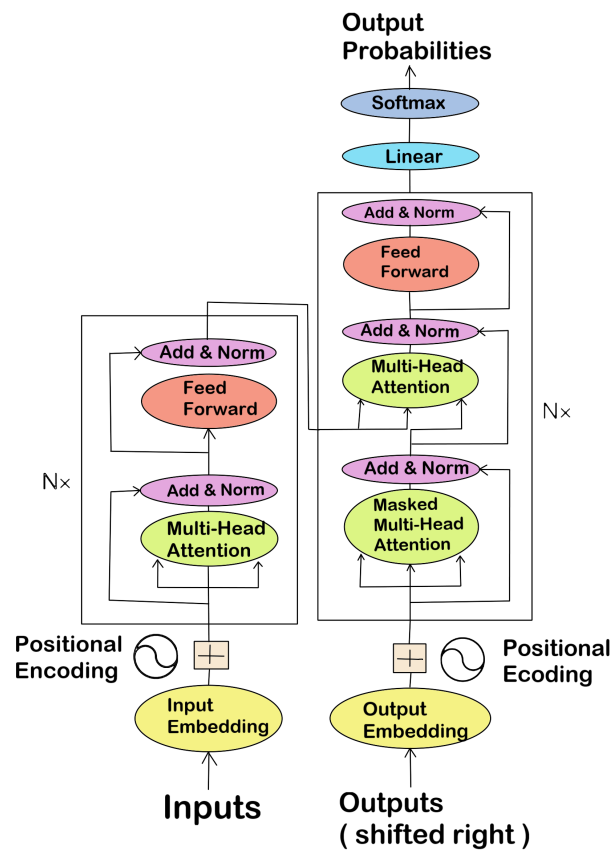 Output
Probabilities
Softmax
Linear
Add & Norm
Feed
Forward
Add & Norm
Multi-Head
Attention
N×
Add & Norm
Masked
Multi-Head
Attention
Add & Norm
Feed
Forward
N×
Add & Norm
Multi-Head
Attention
Positional
Encoding
Positional
Ecoding
Input
Embedding
Output
Embedding
Inputs
Outputs
( shifted right )